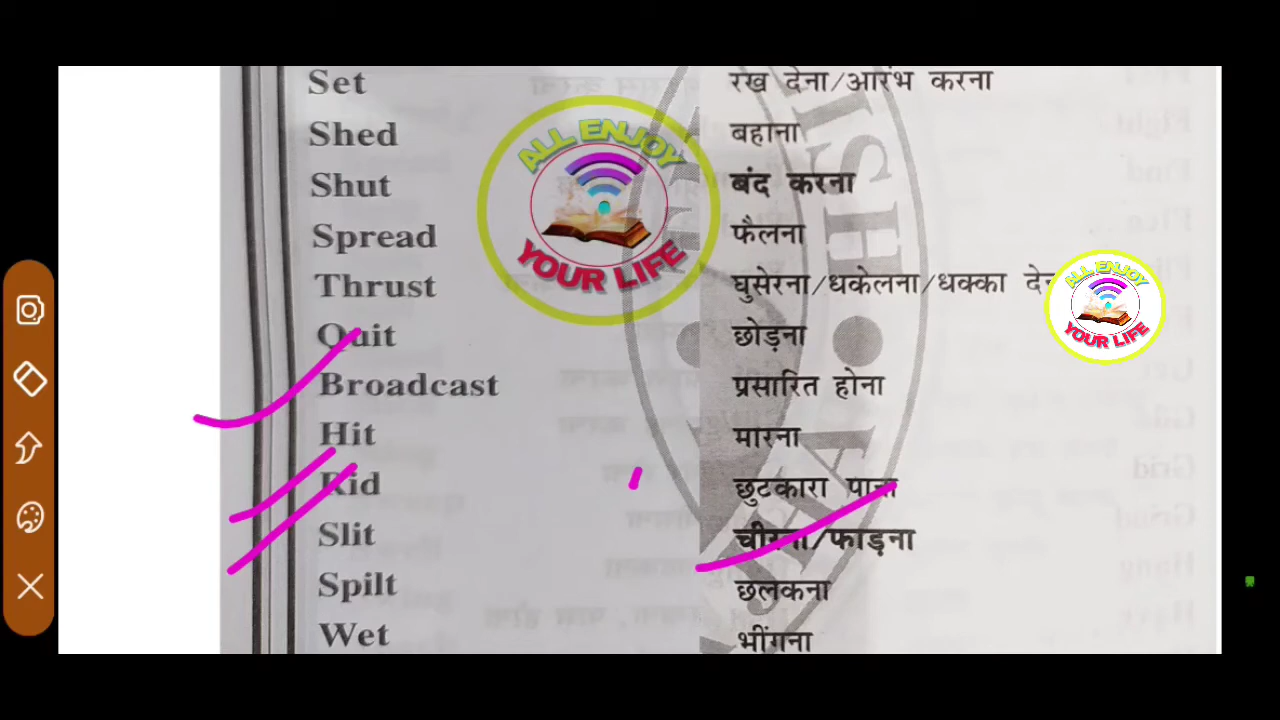 Set रख देना/आरंभ करना
Shed बहाना
Shut बंद करना
Spread फैलना
Thrust घुसेरना/धकेलना/धक्का
Quit छोड़ना
Broadcast प्रसारित होना
Hit मारना
Rid छुटकारा पाना
Slit चीरना/फाड़ना
Spilt छलकना
Wet भींगना
ALL ENJOY
YOUR LIFE
ALL ENJOY
YOUR LIFE